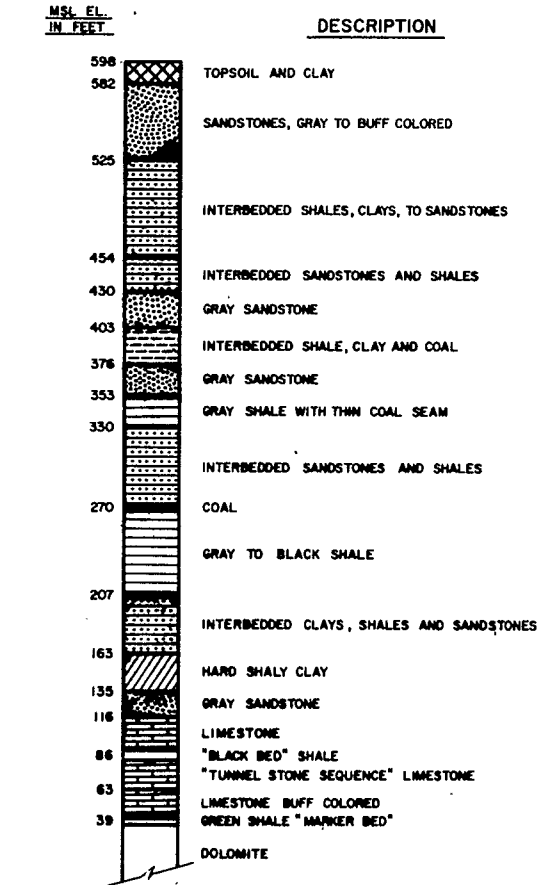 MSL EL.
IN FEET
DESCRIPTION
598
TOPSOIL AND CLAY
582
SANDSTONES, GRAY TO BUFF COLORED
525
INTERBEDDED SHALES, CLAYS, TO SANDSTONES
454
INTERBEDDED SANDSTONES AND SHALES
430
GRAY SANDSTONE
403
INTERBEDDED SHALE, CLAY AND COAL
376
GRAY SANDSTONE
353
GRAY SHALE WITH THIN COAL SEAM
330
INTERBEDDED SANDSTONES AND SHALES
270
COAL
GRAY TO BLACK SHALE
207
INTERBEDDED CLAYS, SHALES AND SANDSTONES
163
HARD SHALY CLAY
135
GRAY SANDSTONE
116
LIMESTONE
86
"BLACK BED" SHALE
"TUNNEL STONE SEQUENCE" LIMESTONE
63
LIMESTONE BUFF COLORED
39
GREEN SHALE "MARKER BED"
DOLOMITE